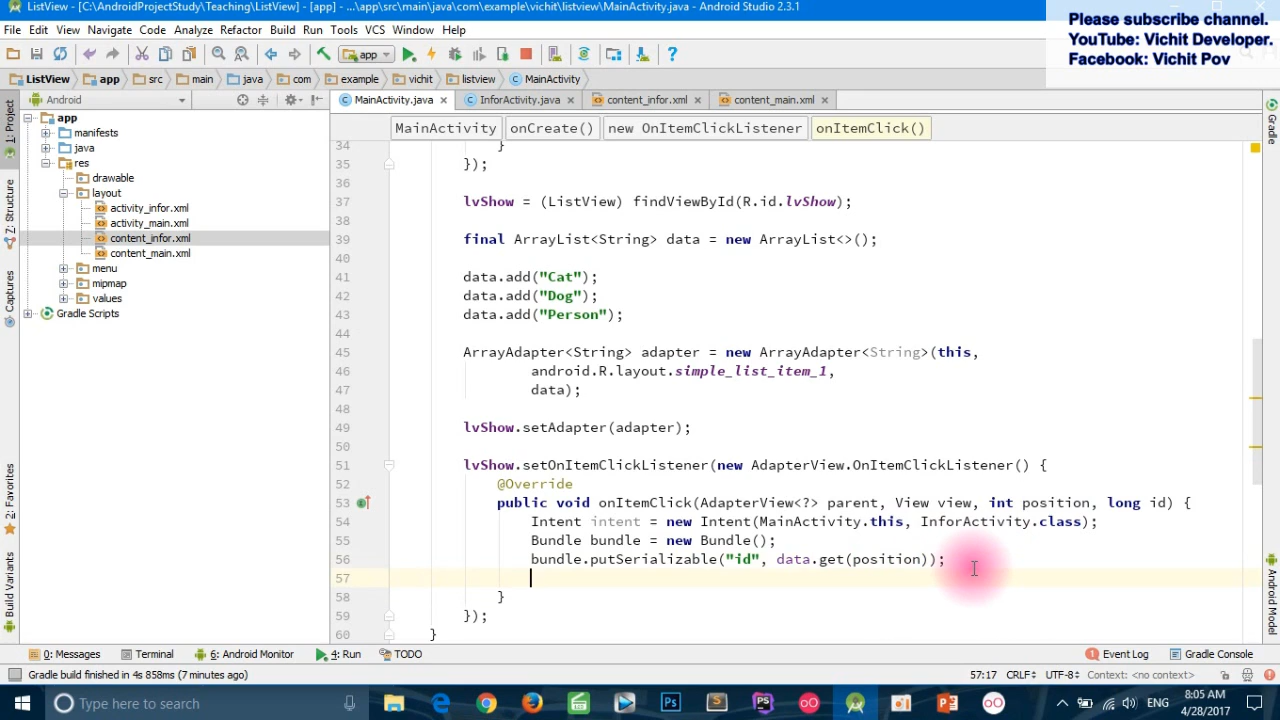 ListView - [C:\AndroidProjectStudy\Teaching\ListView] - [app] - ...\app\src\main\java\com\example\vichit\listview\MainActivity.java - Android Studio 2.3.1
Please subscribe channel.
YouTube: Vichit Developer.
Facebook: Vichit Pov
File Edit View Navigate Code Analyze Refactor Build Run Tools VCS Window Help
app
ListView app src main java com example vichit listview MainActivity
Android
MainActivity.java InforActivity.java content_infor.xml content_main.xml
MainActivity onCreate() new OnItemClickListener onItemClick()
1: Project
Z: Structure
Captures
2: Favorites
Build Variants
app
manifests
java
res
drawable
layout
activity_infor.xml
activity_main.xml
content_infor.xml
content_main.xml
menu
mipmap
values
Gradle Scripts
34 }
35 });
36
37 lvShow = (ListView) findViewById(R.id.lvShow);
38
39 final ArrayList<String> data = new ArrayList<>();
40
41 data.add("Cat");
42 data.add("Dog");
43 data.add("Person");
44
45 ArrayAdapter<String> adapter = new ArrayAdapter<String>(this,
46 android.R.layout.simple_list_item_1,
47 data);
48
49 lvShow.setAdapter(adapter);
50
51 lvShow.setOnItemClickListener(new AdapterView.OnItemClickListener() {
52 @Override
53 public void onItemClick(AdapterView<?> parent, View view, int position, long id) {
54 Intent intent = new Intent(MainActivity.this, InforActivity.class);
55 Bundle bundle = new Bundle();
56 bundle.putSerializable("id", data.get(position));
57
58 }
59 });
60 }
Gradle
Android Model
0: Messages Terminal 6: Android Monitor 4: Run TODO Event Log Gradle Console
Gradle build finished in 4s 858ms (7 minutes ago) 57:17 CRLF UTF-8 Context: <no context>
Type here to search ENG 8:05 AM
4/28/2017